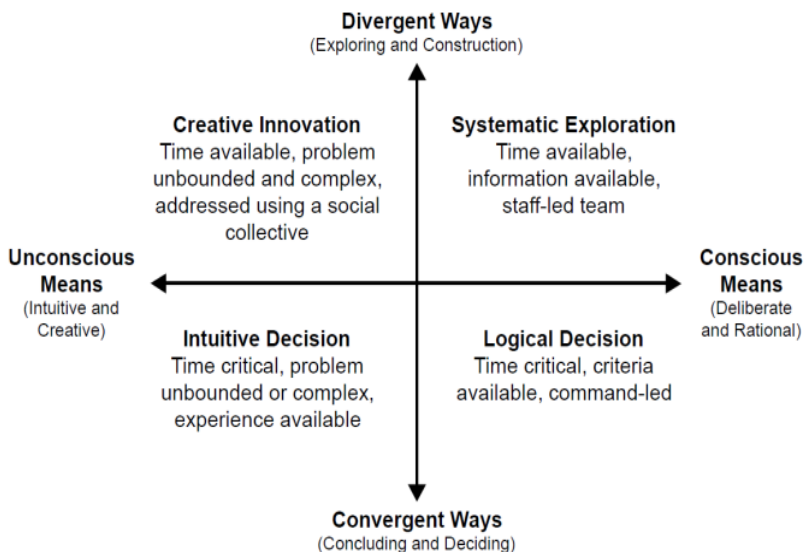 Divergent Ways
(Exploring and Construction)
Creative Innovation
Time available, problem
unbounded and complex,
addressed using a social
collective
Systematic Exploration
Time available,
information available,
staff-led team
Unconscious
Means
(Intuitive and
Creative)
Conscious
Means
(Deliberate
and Rational)
Intuitive Decision
Time critical, problem
unbounded or complex,
experience available
Logical Decision
Time critical, criteria
available, command-led
Convergent Ways
(Concluding and Deciding)